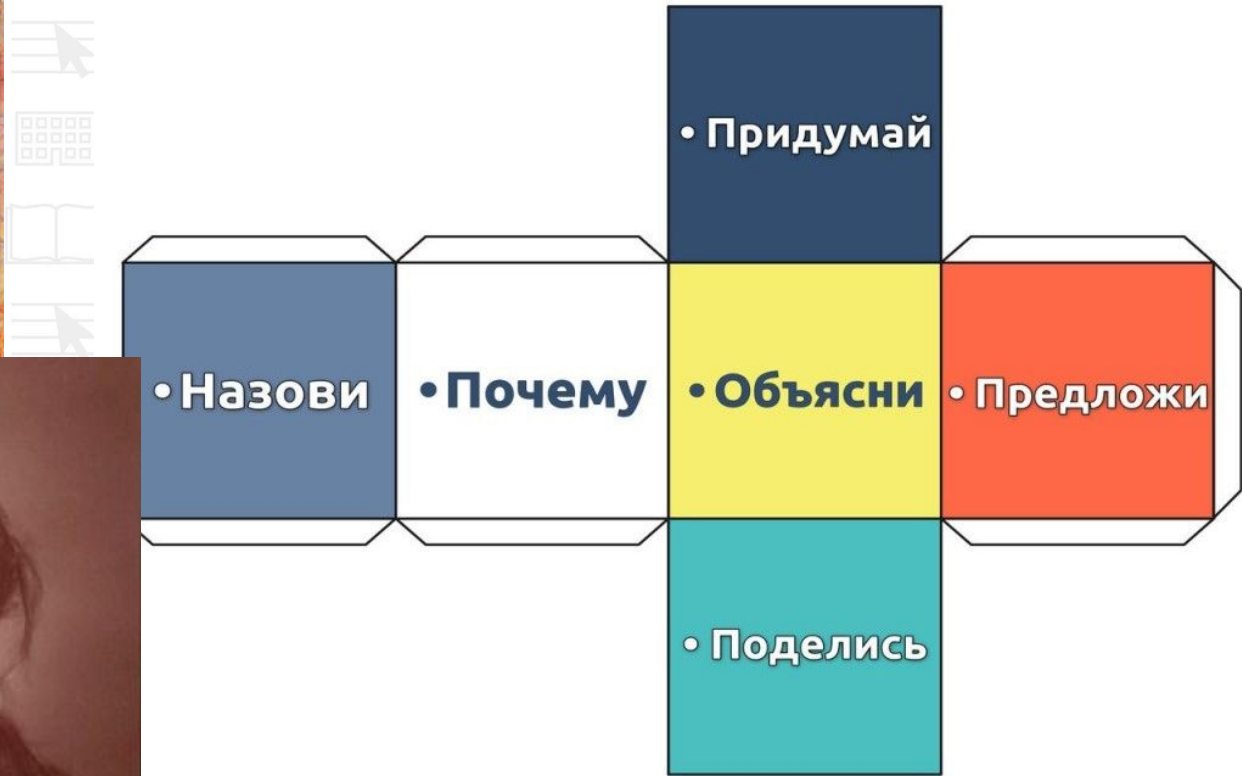 • Придумай
• Назови
• Почему
• Объясни
• Предложи
• Поделись